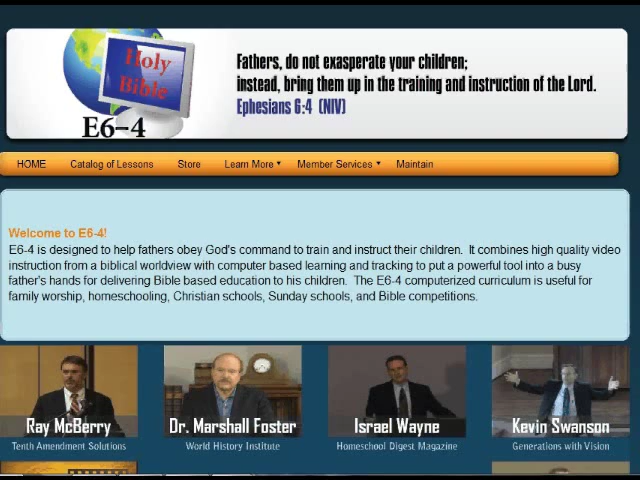 Holy
Bible
E6-4
Fathers, do not exasperate your children;
instead, bring them up in the training and instruction of the Lord.
Ephesians 6:4 (NIV)
HOME Catalog of Lessons Store Learn More Member Services Maintain
Welcome to E6-4!
E6-4 is designed to help fathers obey God's command to train and instruct their children. It combines high quality video
instruction from a biblical worldview with computer based learning and tracking to put a powerful tool into a busy
father's hands for delivering Bible based education to his children. The E6-4 computerized curriculum is useful for
family worship, homeschooling, Christian schools, Sunday schools, and Bible competitions.
Ray McBerry Dr. Marshall Foster Israel Wayne Kevin Swanson
Tenth Amendment Solutions World History Institute Homeschool Digest Magazine Generations with Vision